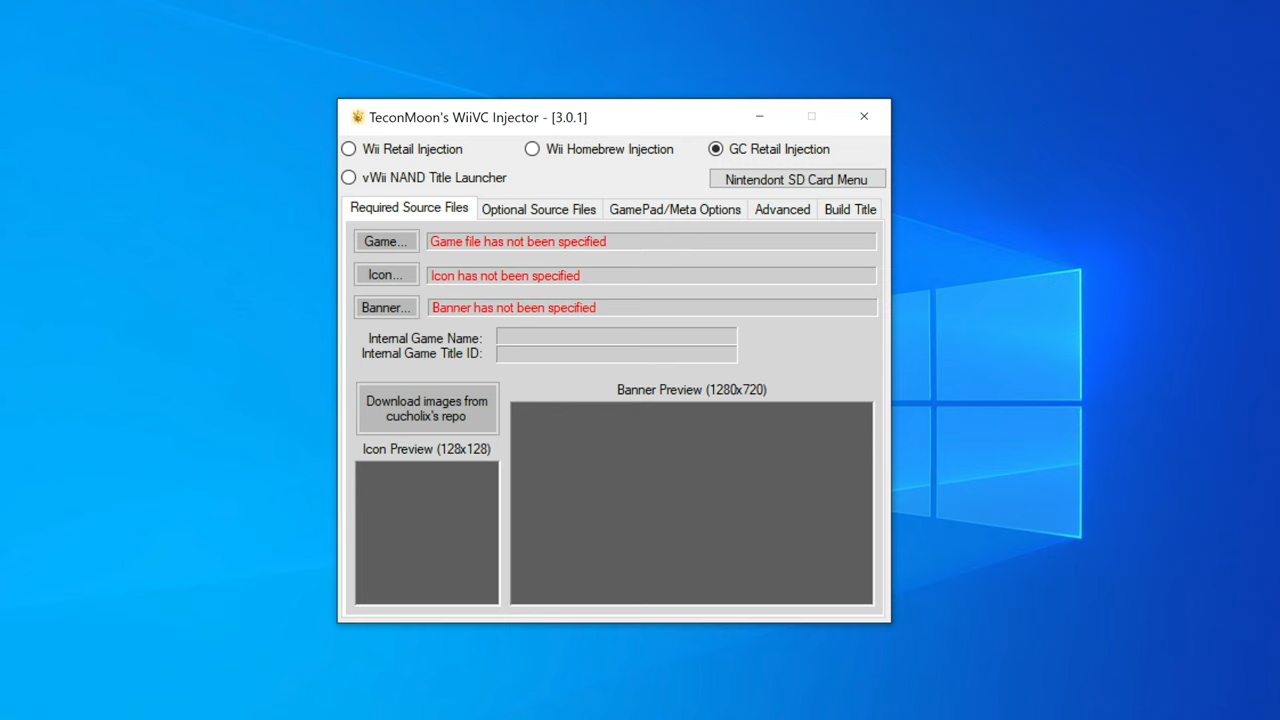 TeconMoon's WiiVC Injector - [3.0.1]
Wii Retail Injection
Wii Homebrew Injection
GC Retail Injection
vWii NAND Title Launcher
Nintendont SD Card Menu
Required Source Files
Optional Source Files
GamePad/Meta Options
Advanced
Build Title
Game...
Game file has not been specified
Icon...
Icon has not been specified
Banner...
Banner has not been specified
Internal Game Name:
Internal Game Title ID:
Download images from
cucholix's repo
Banner Preview (1280x720)
Icon Preview (128x128)